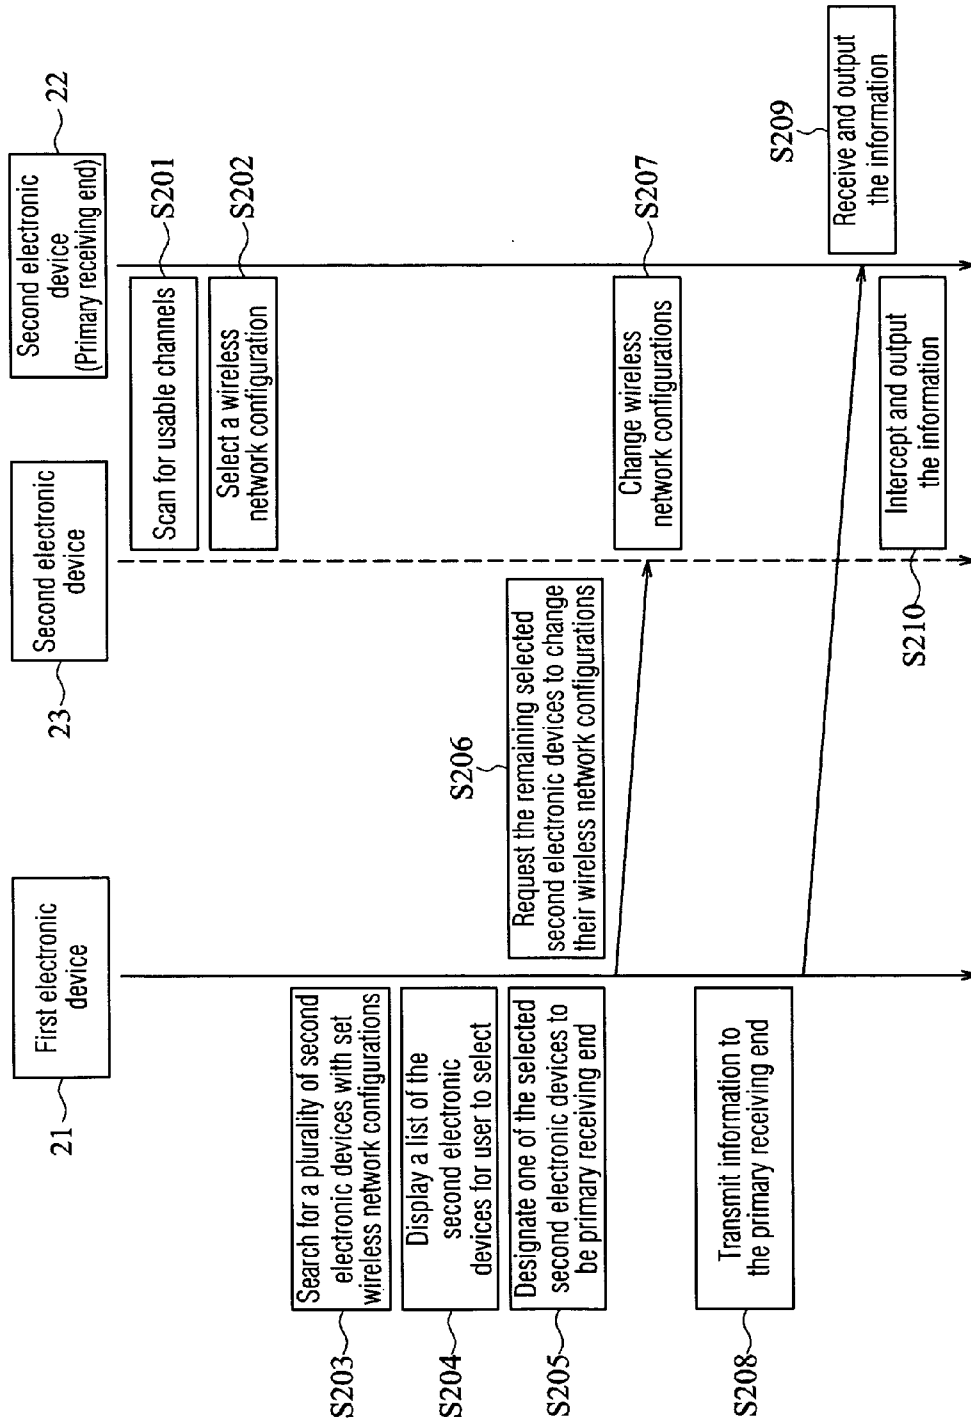 21
First electronic
device
23
Second electronic
device
22
Second electronic
device
(Primary receiving end)
Scan for usable channels
S201
Select a wireless
network configuration
S202
S203
Search for a plurality of second
electronic devices with set
wireless network configurations
S204
Display a list of the
second electronic
devices for user to select
S205
Designate one of the selected
second electronic devices to
be primary receiving end
S206
Request the remaining selected
second electronic devices to change
their wireless network configurations
Change wireless
network configurations
S207
S208
Transmit information to
the primary receiving end
S209
Receive and output
the information
S210
Intercept and output
the information